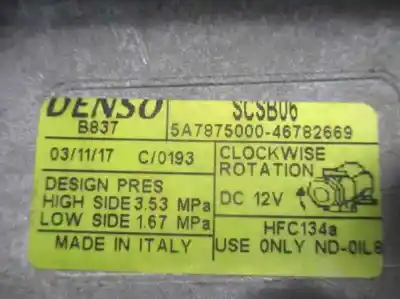 DENSO
SCSB06
B837
5A7875000-46782669
03/11/17 C/0193
CLOCKWISE
ROTATION
DESIGN PRES
HIGH SIDE 3.53 MPa
LOW SIDE 1.67 MPa
DC 12V
HFC134a
MADE IN ITALY
USE ONLY ND-OIL8